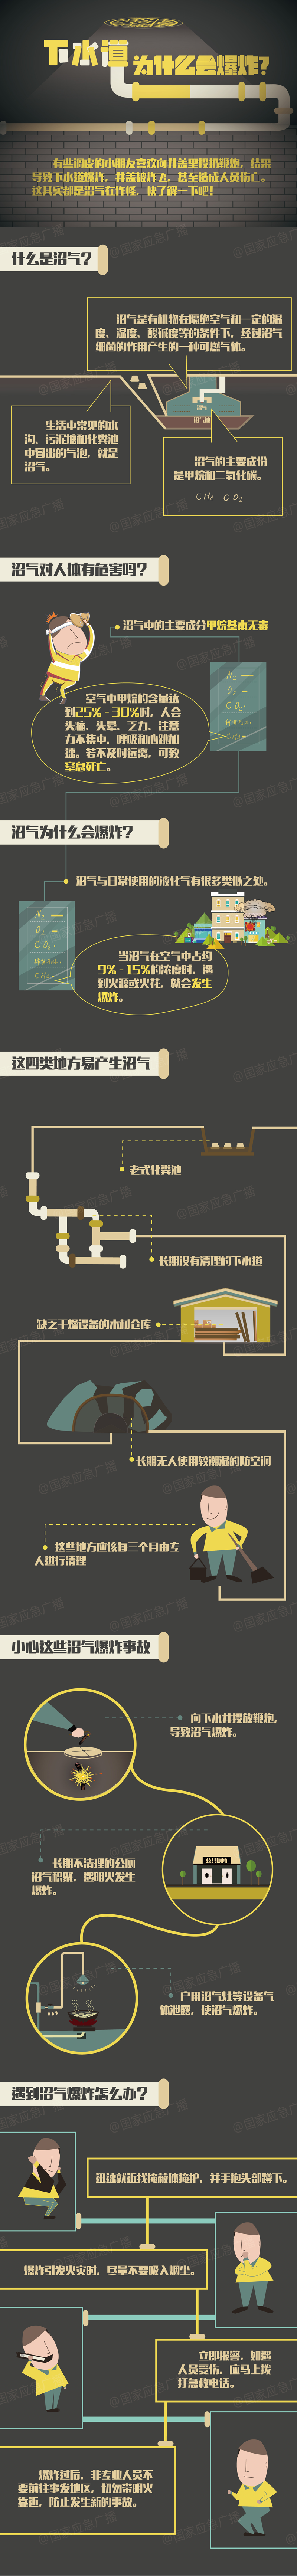 下水道
为什么会爆炸?
有些调皮的小朋友喜欢向井盖里投扔鞭炮，结果
导致下水道爆炸，井盖被炸飞，甚至造成人员伤亡。
这其实都是沼气在作怪，快了解一下吧！
什么是沼气？
沼气是有机物在隔绝空气和一定的温
度、湿度、酸碱度等的条件下，经过沼气
细菌的作用产生的一种可燃气体。
沼气
沼气池
生活中常见的水
沟、污泥塘和化粪池
中冒出的气泡，就是
沼气。
沼气的主要成份
是甲烷和二氧化碳。
CH4 CO2
沼气对人体有危害吗？
沼气中的主要成分甲烷基本无毒
N2
O2
CO2
稀有气体
CH4
空气中甲烷的含量达
到25% - 30%时，人会
头痛、头晕、乏力、注意
力不集中、呼吸和心跳加
速。若不及时远离，可致
窒息死亡。
沼气为什么会爆炸？
沼气与日常使用的液化气有很多类似之处。
N2
O2
CO2
稀有气体
CH4
当沼气在空气中占约
9% - 15%的浓度时，遇
到火源或火花，就会发生
爆炸。
这四类地方易产生沼气
老式化粪池
长期没有清理的下水道
缺乏干燥设备的木材仓库
长期无人使用较潮湿的防空洞
这些地方应该每三个月由专
人进行清理
小心这些沼气爆炸事故
向下水井投放鞭炮，
导致沼气爆炸。
公共厕所
长期不清理的公厕
沼气积聚，遇明火发生
爆炸。
户用沼气灶等设备气
体泄露，使沼气爆炸。
遇到沼气爆炸怎么办？
迅速就近找掩蔽体掩护，并手抱头部蹲下。
爆炸引发火灾时，尽量不要吸入烟尘。
立即报警，如遇
人员受伤，应马上拨
打急救电话。
爆炸过后，非专业人员不
要前往事发地区，切勿带明火
靠近，防止发生新的事故。
@国家应急广播